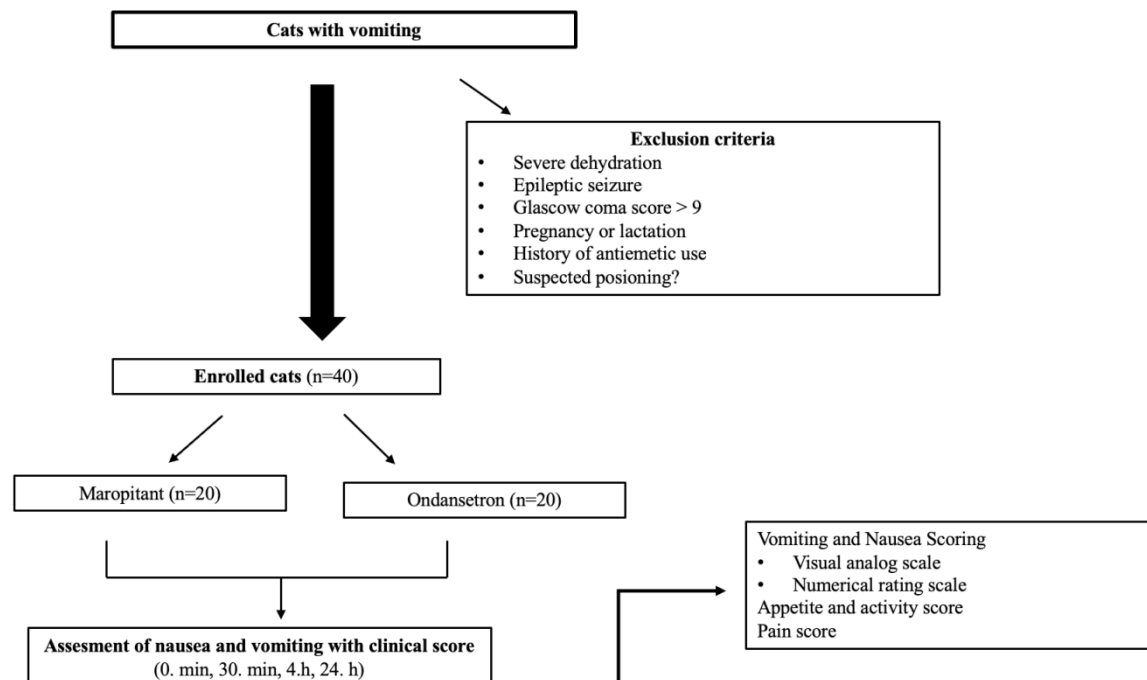 Cats with vomiting
Exclusion criteria
• Severe dehydration
• Epileptic seizure
• Glascow coma score > 9
• Pregnancy or lactation
• History of antiemetic use
• Suspected posioning?
Enrolled cats (n=40)
Maropitant (n=20)
Ondansetron (n=20)
Vomiting and Nausea Scoring
• Visual analog scale
• Numerical rating scale
Appetite and activity score
Pain score
Assesment of nausea and vomiting with clinical score
(0. min, 30. min, 4.h, 24. h)